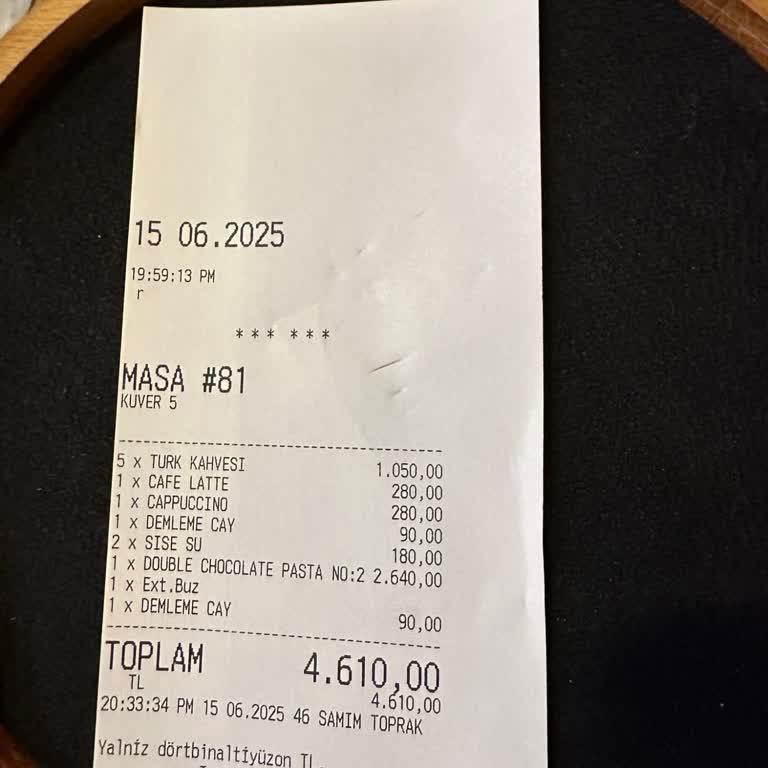 15 06.2025
19:59:13 PM
r
*** ***
MASA #81
KUVER 5
5 x TURK KAHVESI 1.050,00
1 x CAFE LATTE 280,00
1 x CAPPUCCINO 280,00
1 x DEMLEME CAY 90,00
2 x SISE SU 180,00
1 x DOUBLE CHOCOLATE PASTA NO:2 2.640,00
1 x Ext.Buz
1 x DEMLEME CAY 90,00
TOPLAM 4.610,00
TL 4.610,00
20:33:34 PM 15 06.2025 46 SAMIM TOPRAK
Yalnız dörtbinaltıyüzon TL